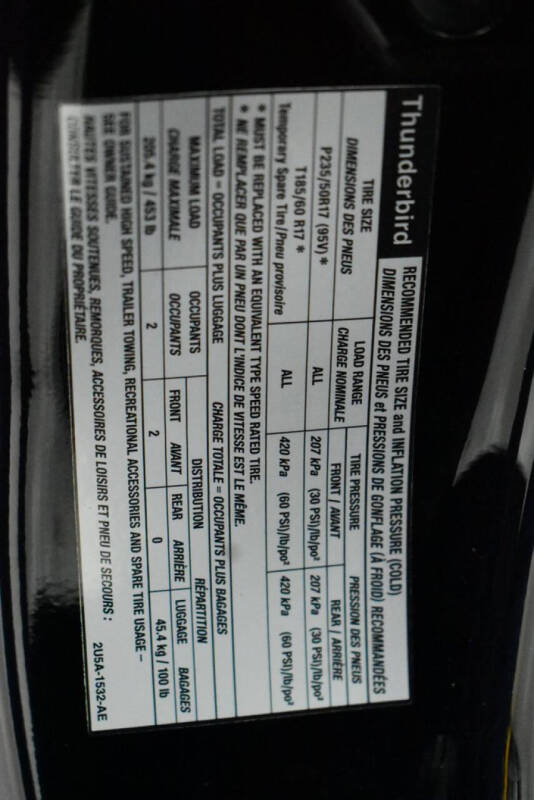 Thunderbird
RECOMMENDED TIRE SIZE and INFLATION PRESSURE (COLD)
DIMENSIONS DES PNEUS et PRESSIONS DE GONFLAGE (À FROID) RECOMMANDÉES
TIRE SIZE LOAD RANGE TIRE PRESSURE PRESSION DES PNEUS
DIMENSIONS DES PNEUS CHARGE NOMINALE FRONT / AVANT REAR / ARRIÈRE
P235/50R17 (95V) * ALL 207 kPa (30 PSI)/lb/po² 207 kPa (30 PSI)/lb/po²
T185/60 R17 *
Temporary Spare Tire/Pneu provisoire ALL 420 kPa (60 PSI)/lb/po² 420 kPa (60 PSI)/lb/po²
* MUST BE REPLACED WITH AN EQUIVALENT TYPE SPEED RATED TIRE.
* NE REMPLACER QUE PAR UN PNEU DONT L'INDICE DE VITESSE EST LE MÊME.
TOTAL LOAD = OCCUPANTS PLUS LUGGAGE CHARGE TOTALE = OCCUPANTS PLUS BAGAGES
MAXIMUM LOAD OCCUPANTS DISTRIBUTION RÉPARTITION
CHARGE MAXIMALE OCCUPANTS FRONT AVANT REAR ARRIÈRE LUGGAGE BAGAGES
205.4 kg / 453 lb 2 2 0 45.4 kg / 100 lb
FOR SUSTAINED HIGH SPEED, TRAILER TOWING, RECREATIONAL ACCESSORIES AND SPARE TIRE USAGE –
SEE OWNER GUIDE.
HAUTES VITESSES SOUTENUES, REMORQUES, ACCESSOIRES DE LOISIRS ET PNEU DE SECOURS :
CONSULTER LE GUIDE DU PROPRIÉTAIRE.
2U5A-1532-AE